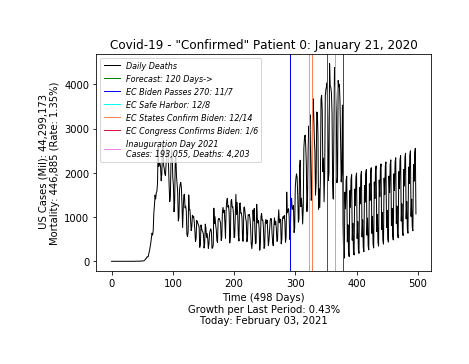 Covid-19 - "Confirmed" Patient 0: January 21, 2020
Daily Deaths
Forecast: 120 Days->
EC Biden Passes 270: 11/7
EC Safe Harbor: 12/8
EC States Confirm Biden: 12/14
EC Congress Confirms Biden: 1/6
Inauguration Day 2021
Cases: 193,055, Deaths: 4,203
US Cases (Mil): 44,299,173
Mortality: 446,885 (Rate: 1.35%)
4000
3000
2000
1000
0
0 100 200 300 400 500
Time (498 Days)
Growth per Last Period: 0.43%
Today: February 03, 2021